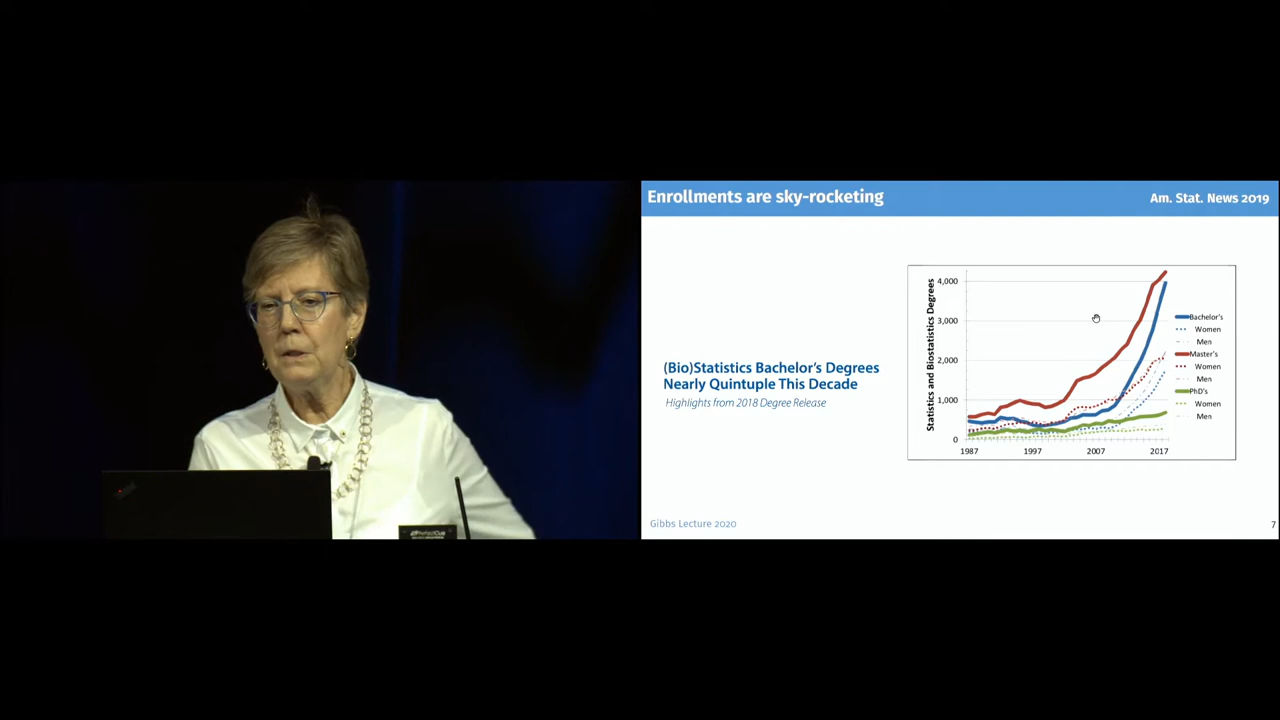 Enrollments are sky-rocketing
Am. Stat. News 2019
(Bio)Statistics Bachelor's Degrees
Nearly Quintuple This Decade
Highlights from 2018 Degree Release
Statistics and Biostatistics Degrees
4,000
3,000
2,000
1,000
0
1987
1997
2007
2017
Bachelor's
Women
Men
Master's
Women
Men
PhD's
Women
Men
Gibbs Lecture 2020
7